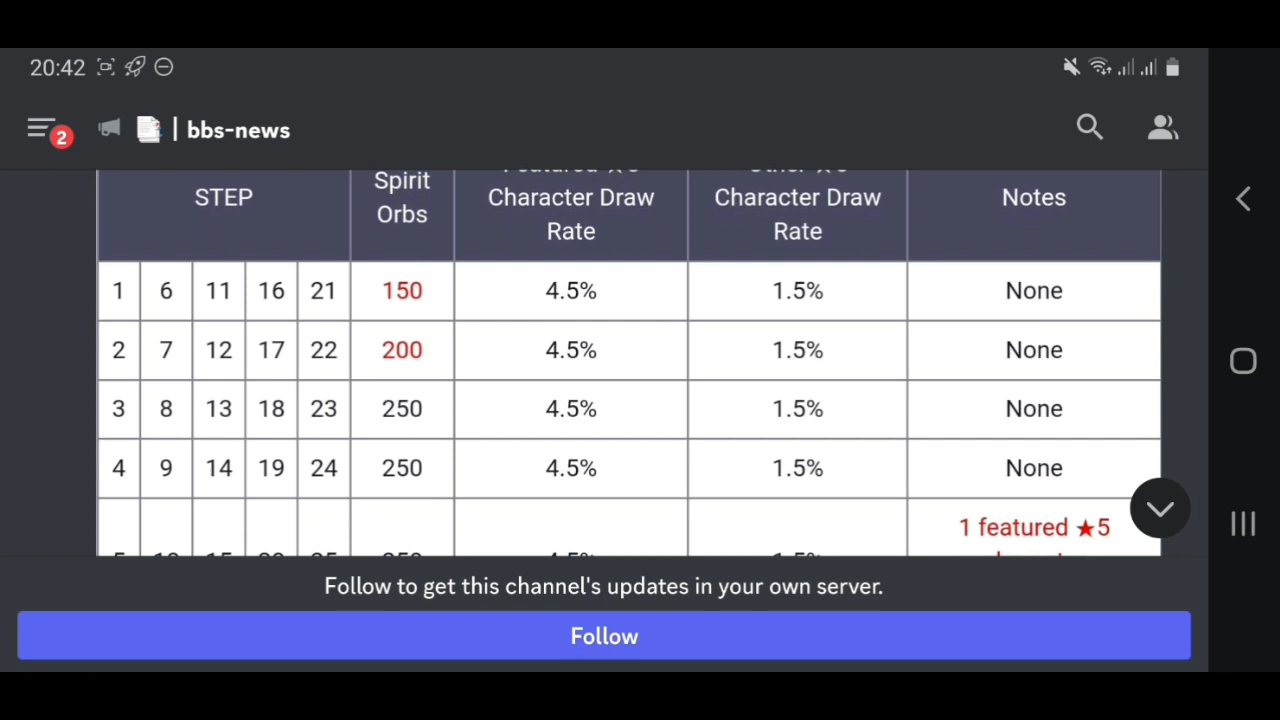 20:42
2
| bbs-news
STEP
Spirit
Orbs
Character Draw
Rate
Character Draw
Rate
Notes
1 6 11 16 21 150 4.5% 1.5% None
2 7 12 17 22 200 4.5% 1.5% None
3 8 13 18 23 250 4.5% 1.5% None
4 9 14 19 24 250 4.5% 1.5% None
1 featured ★5
Follow to get this channel's updates in your own server.
Follow